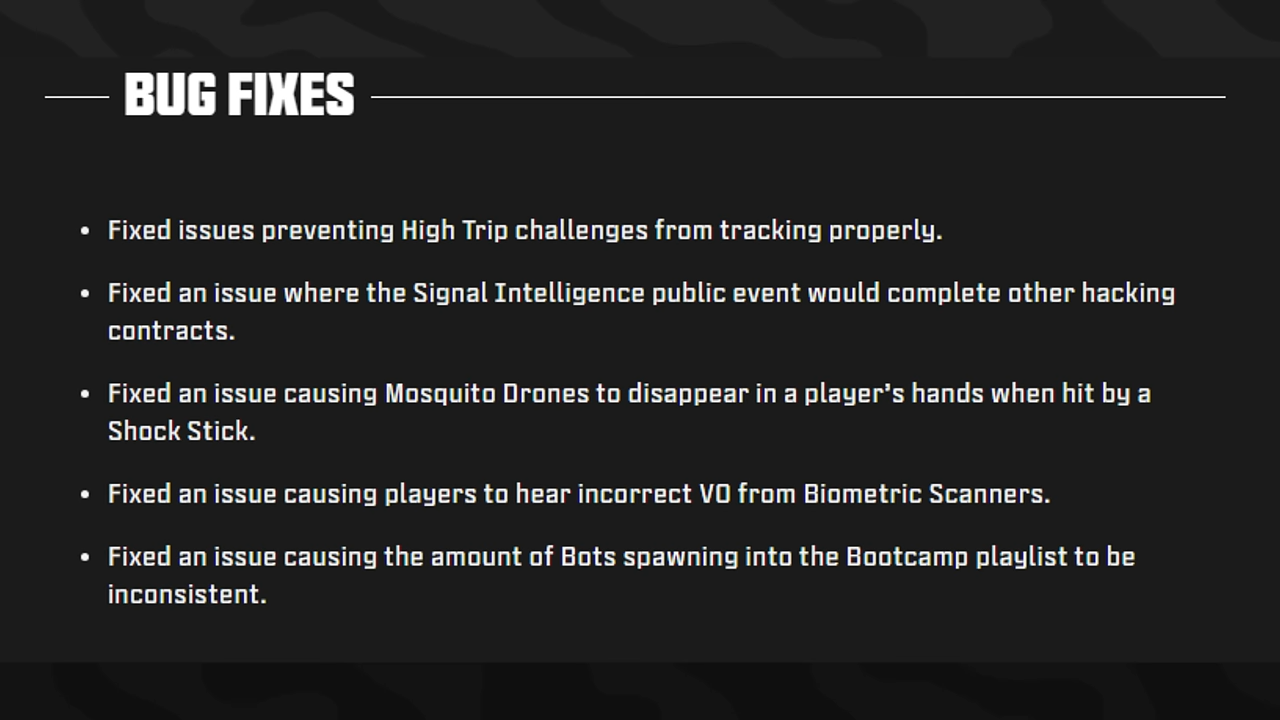 BUG FIXES
• Fixed issues preventing High Trip challenges from tracking properly.
• Fixed an issue where the Signal Intelligence public event would complete other hacking
contracts.
• Fixed an issue causing Mosquito Drones to disappear in a player’s hands when hit by a
Shock Stick.
• Fixed an issue causing players to hear incorrect VO from Biometric Scanners.
• Fixed an issue causing the amount of Bots spawning into the Bootcamp playlist to be
inconsistent.